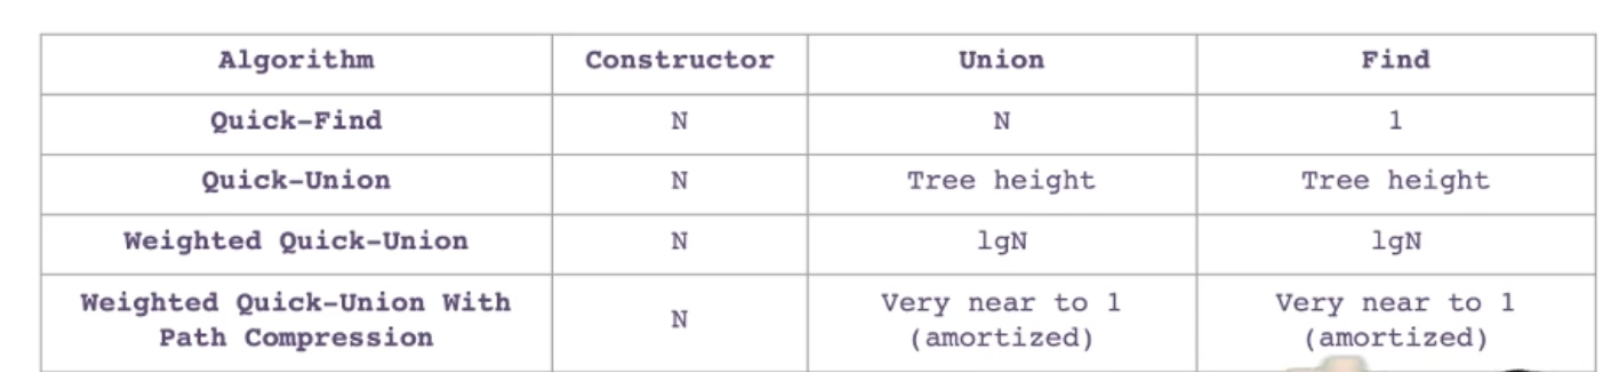 Algorithm Constructor Union Find
Quick-Find N N 1
Quick-Union N Tree height Tree height
Weighted Quick-Union N lgN lgN
Weighted Quick-Union With Path Compression N Very near to 1 (amortized) Very near to 1 (amortized)